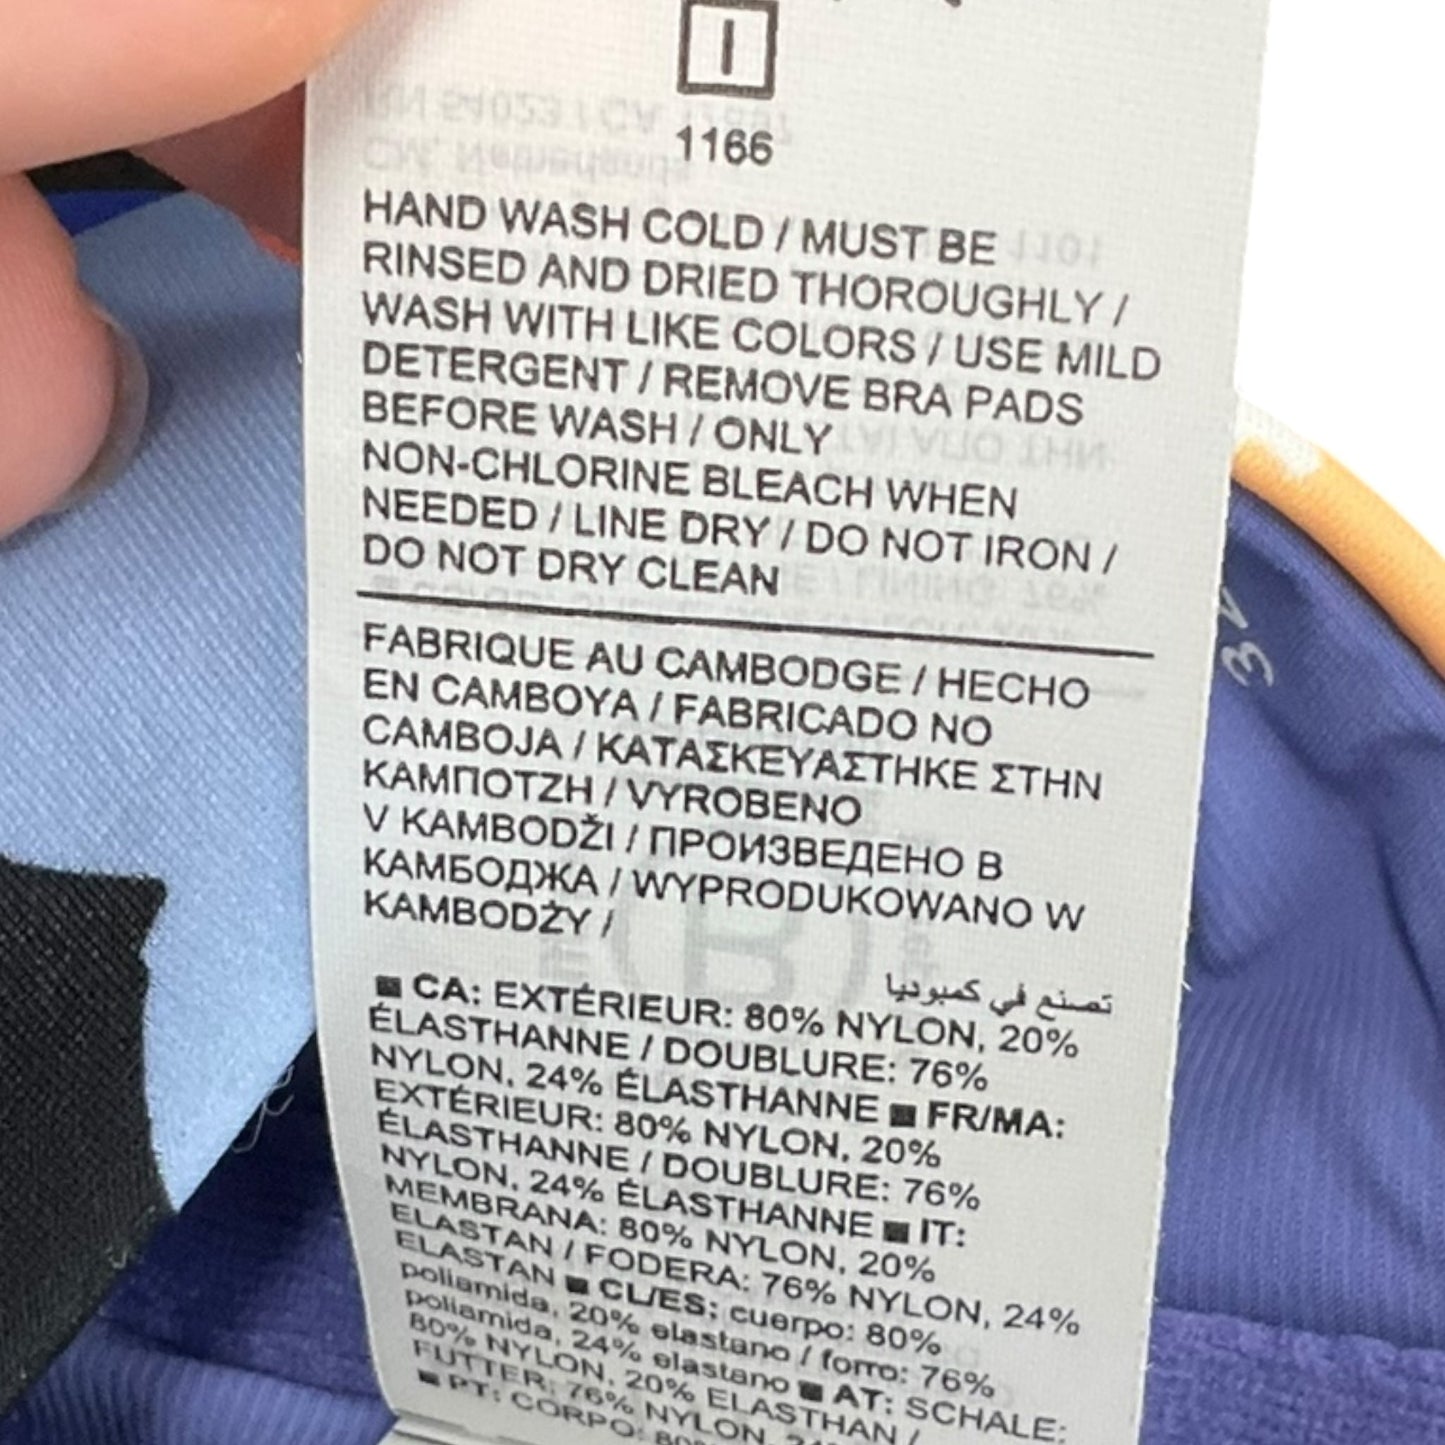 I
1166
HAND WASH COLD / MUST BE
RINSED AND DRIED THOROUGHLY /
WASH WITH LIKE COLORS / USE MILD
DETERGENT / REMOVE BRA PADS
BEFORE WASH / ONLY
NON-CHLORINE BLEACH WHEN
NEEDED / LINE DRY / DO NOT IRON /
DO NOT DRY CLEAN
FABRIQUE AU CAMBODGE / HECHO
EN CAMBOYA / FABRICADO NO
CAMBOJA / ΚΑΤΑΣΚΕΥΑΣΤΗΚΕ ΣΤΗΝ
ΚΑΜΠΟΤΖΗ / VYROBENO
V KAMBODŽI / ПРОИЗВЕДЕНО В
КАМБОДЖА / WYPRODUKOWANO W
KAMBODŻY /
تصنع في كمبوديا
■ CA: EXTÉRIEUR: 80% NYLON, 20%
ÉLASTHANNE / DOUBLURE: 76%
NYLON, 24% ÉLASTHANNE ■ FR/MA:
EXTÉRIEUR: 80% NYLON, 20%
ÉLASTHANNE / DOUBLURE: 76%
NYLON, 24% ÉLASTHANNE ■ IT:
MEMBRANA: 80% NYLON, 20%
ELASTAN / FODERA: 76% NYLON, 24%
ELASTAN ■ CL/ES: cuerpo: 80%
poliamida, 20% elastano / forro: 76%
poliamida, 24% elastano ■ AT: SCHALE:
80% NYLON, 20% ELASTHAN /
FUTTER: 76% NYLON, 24%
■ PT: CORPO: 80%